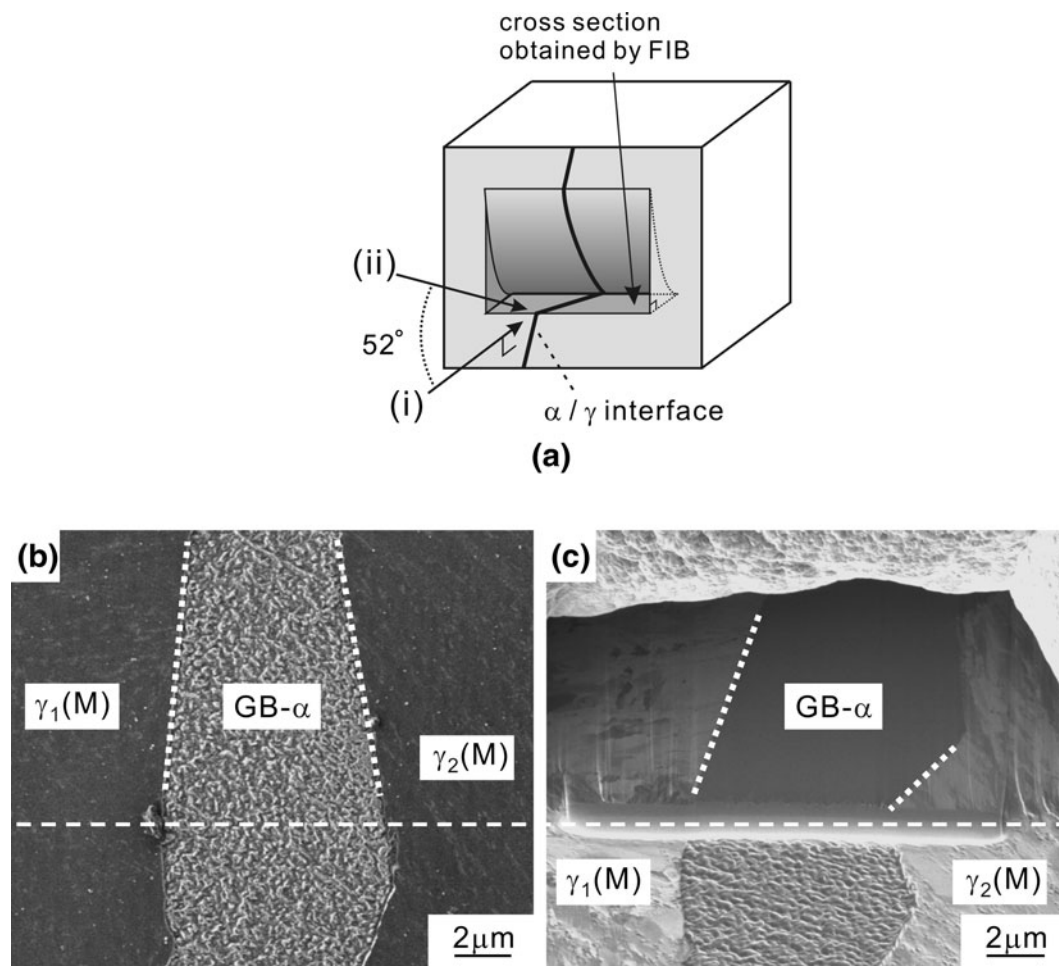 cross section
obtained by FIB
(ii)
52°
(i)
α / γ interface
(a)
(b)
γ₁(M)
GB-α
γ₂(M)
2μm
(c)
GB-α
γ₁(M)
γ₂(M)
2μm